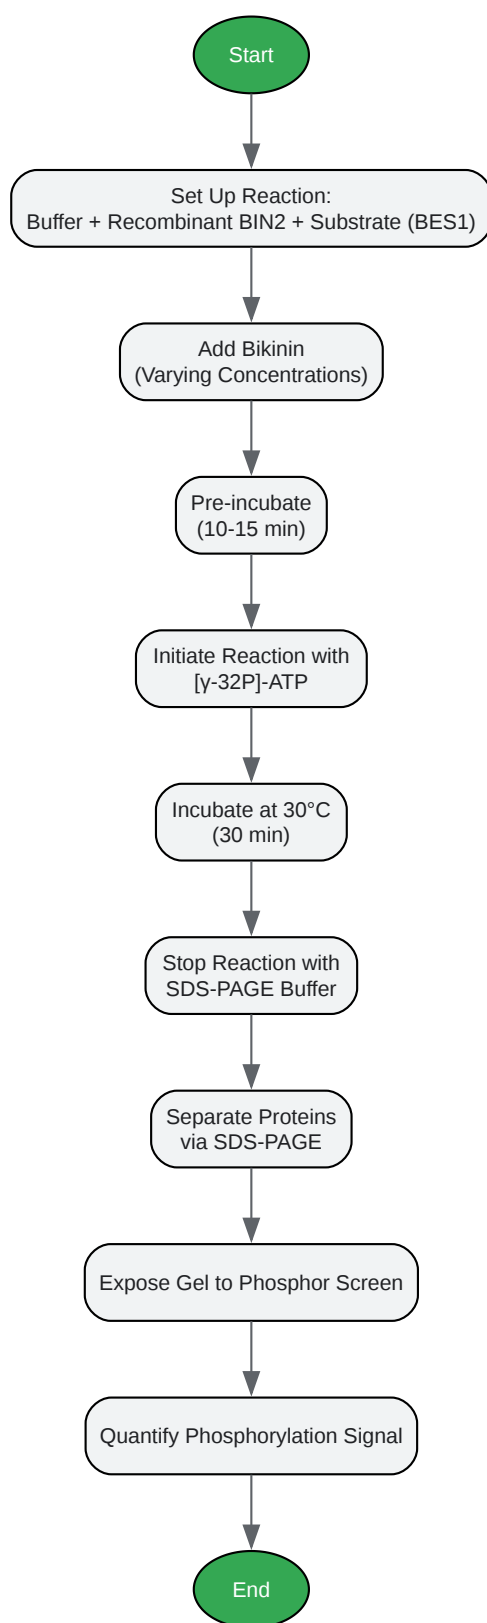 Start
Set Up Reaction:
Buffer + Recombinant BIN2 + Substrate (BES1)
Add Bikinin
(Varying Concentrations)
Pre-incubate
(10-15 min)
Initiate Reaction with
[γ-32P]-ATP
Incubate at 30°C
(30 min)
Stop Reaction with
SDS-PAGE Buffer
Separate Proteins
via SDS-PAGE
Expose Gel to Phosphor Screen
Quantify Phosphorylation Signal
End